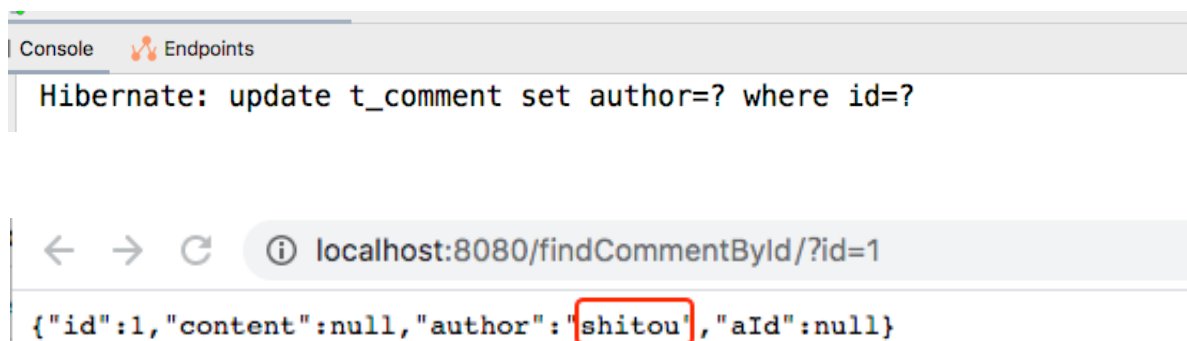 Console Endpoints
Hibernate: update t_comment set author=? where id=?
localhost:8080/findCommentById/?id=1
{"id":1,"content":null,"author":"shitou","aId":null}